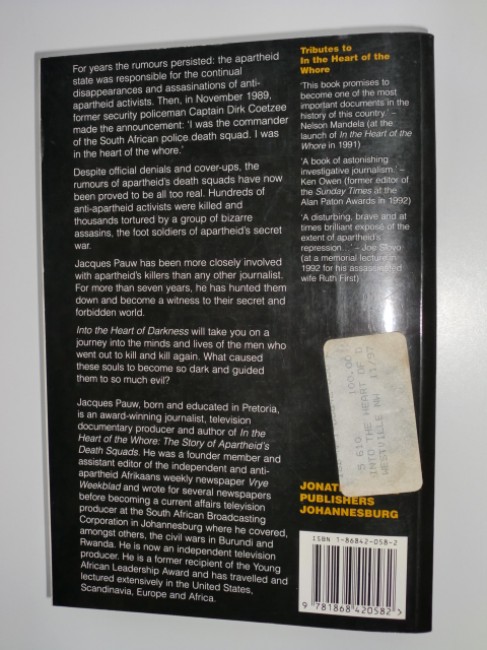 For years the rumours persisted: the apartheid
state was responsible for the continual
disappearances and assasinations of anti-
apartheid activists. Then, in November 1989,
former security policeman Captain Dirk Coetzee
made the announcement: 'I was the commander
of the South African police death squad. I was
in the heart of the whore.'
Despite official denials and cover-ups, the
rumours of apartheid's death squads have now
been proved to be all too real. Hundreds of
anti-apartheid activists were killed and
thousands tortured by a group of bizarre
assasins, the foot soldiers of apartheid's secret
war.
Jacques Pauw has been more closely involved
with apartheid's killers than any other journalist.
For more than seven years, he has hunted them
down and become a witness to their secret and
forbidden world.
Into the Heart of Darkness will take you on a
journey into the minds and lives of the men who
went out to kill and kill again. What caused
these souls to become so dark and guided
them to so much evil?
Jacques Pauw, born and educated in Pretoria,
is an award-winning journalist, television
documentary producer and author of In the
Heart of the Whore: The Story of Apartheid's
Death Squads. He was a founder member and
assistant editor of the independent and anti-
apartheid Afrikaans weekly newspaper Vrye
Weekblad and wrote for several newspapers
before becoming a current affairs television
producer at the South African Broadcasting
Corporation in Johannesburg where he covered,
amongst others, the civil wars in Burundi and
Rwanda. He is now an independent television
producer. He is a former recipient of the Young
African Leadership Award and has travelled and
lectured extensively in the United States,
Scandinavia, Europe and Africa.
Tributes to
In the Heart of the
Whore
'This book promises to
become one of the most
important documents in the
history of this country.' –
Nelson Mandela (at the
launch of In the Heart of the
Whore in 1991)
'A book of astonishing
investigative journalism.' –
Ken Owen (former editor of
the Sunday Times at the
Alan Paton Awards in 1992)
'A disturbing, brave and at
times brilliant exposé of the
extent of apartheid's
repression...' – Joe Slovo
(at a memorial lecture in
1992 for his assassinated
wife Ruth First)
100.00
INTO THE HEART OF D
11/97
JONAT
PUBLISHERS
JOHANNESBURG
ISBN 1-86842-058-2
9 781868 420582 >